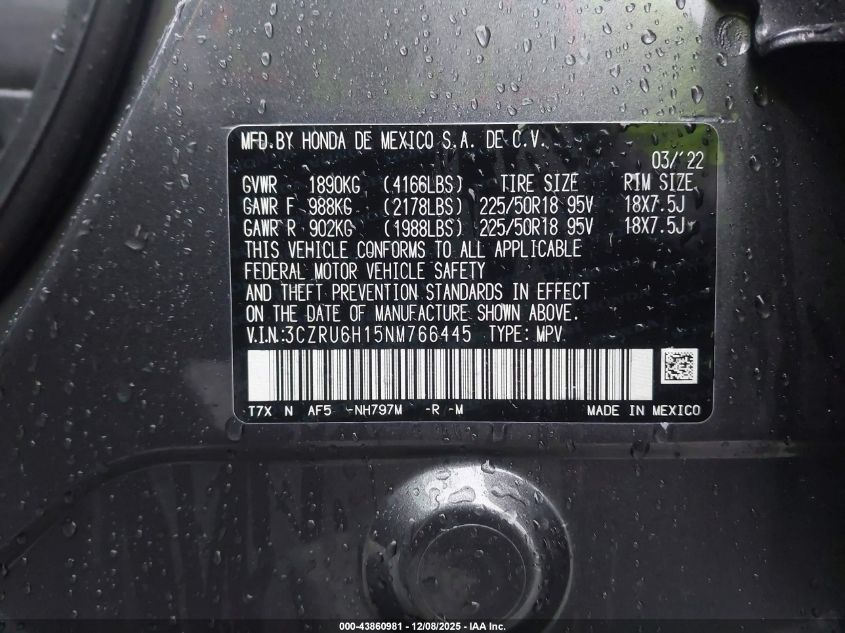 MFD.BY HONDA DE MEXICO S.A. DE C.V.
03/'22
GVWR 1890KG (4166LBS) TIRE SIZE RIM SIZE
GAWR F 988KG (2178LBS) 225/50R18 95V 18X7.5J
GAWR R 902KG (1988LBS) 225/50R18 95V 18X7.5J
THIS VEHICLE CONFORMS TO ALL APPLICABLE
FEDERAL MOTOR VEHICLE SAFETY
AND THEFT PREVENTION STANDARDS IN EFFECT
ON THE DATE OF MANUFACTURE SHOWN ABOVE.
V.I.N.:3CZRU6H15NM766445 TYPE: MPV
T7X N AF5 -NH797M -R -M MADE IN MEXICO
000-43860981 - 12/08/2025 - IAA Inc.